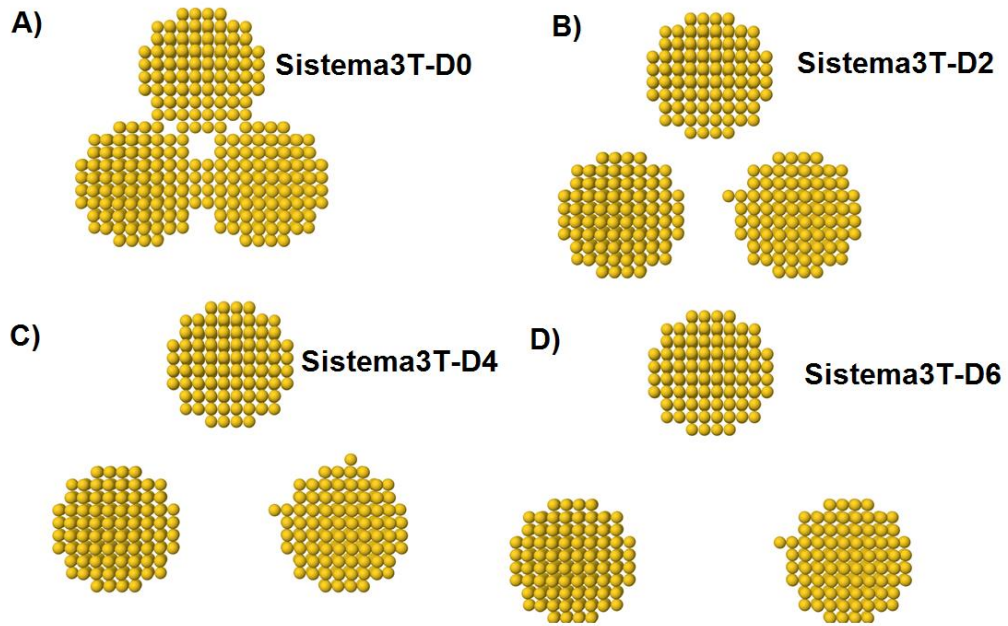 A)
Sistema3T-D0
B)
Sistema3T-D2
C)
Sistema3T-D4
D)
Sistema3T-D6